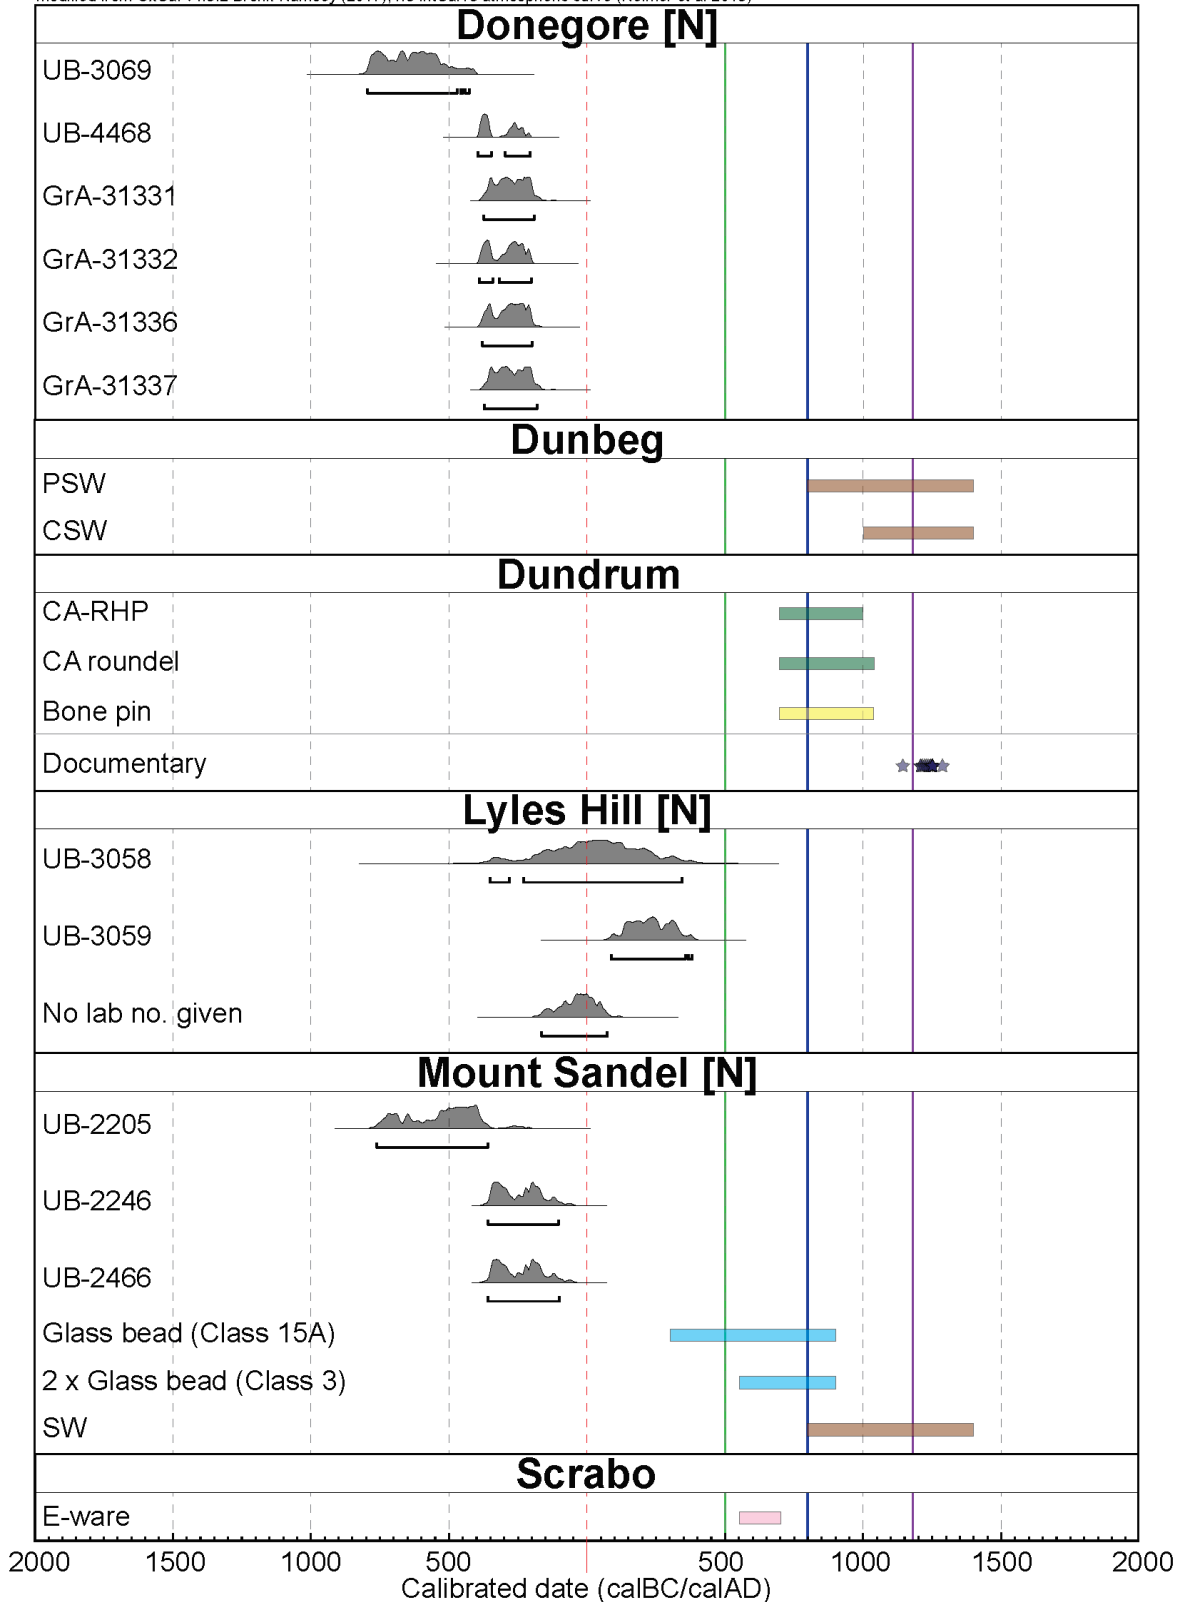 Donegore [N]
UB-3069
UB-4468
GrA-31331
GrA-31332
GrA-31336
GrA-31337
Dunbeg
PSW
CSW
Dundrum
CA-RHP
CA roundel
Bone pin
Documentary
Lyles Hill [N]
UB-3058
UB-3059
No lab no. given
Mount Sandel [N]
UB-2205
UB-2246
UB-2466
Glass bead (Class 15A)
2 x Glass bead (Class 3)
SW
Scrabo
E-ware
2000 1500 1000 500 500 1000 1500 2000
Calibrated date (calBC/calAD)